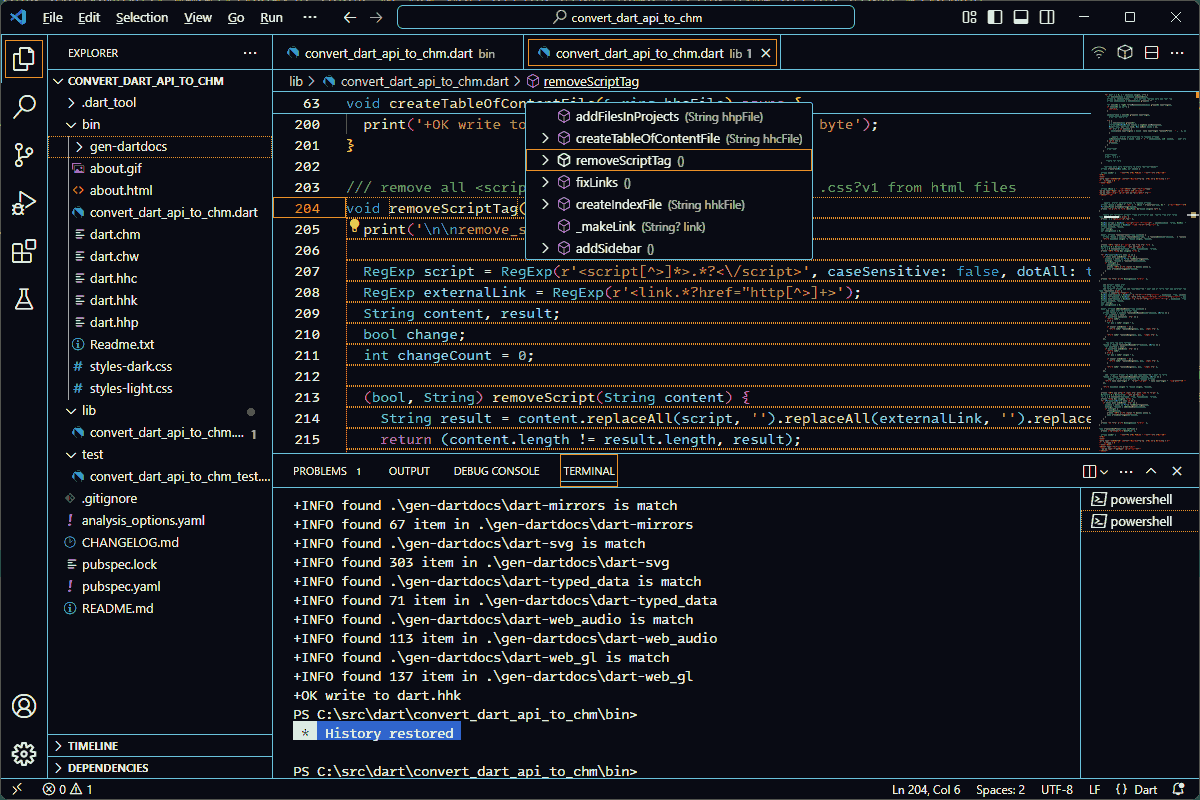 File Edit Selection View Go Run ··· convert_dart_api_to_chm
EXPLORER ···
CONVERT_DART_API_TO_CHM
.dart_tool
bin
gen-dartdocs
about.gif
about.html
convert_dart_api_to_chm.dart
dart.chm
dart.chw
dart.hhc
dart.hhk
dart.hhp
Readme.txt
styles-dark.css
styles-light.css
lib
convert_dart_api_to_chm.... 1
test
convert_dart_api_to_chm_test....
.gitignore
analysis_options.yaml
CHANGELOG.md
pubspec.lock
pubspec.yaml
README.md
TIMELINE
DEPENDENCIES
convert_dart_api_to_chm.dart bin
convert_dart_api_to_chm.dart lib 1
lib > convert_dart_api_to_chm.dart > removeScriptTag
63 void
200 print('+OK write to byte');
201 }
202
203 /// remove all <scrip .css?v1 from html files
204 void removeScriptTag(
205 print('\n\nremove_s
206
207 RegExp script = RegExp(r'<script[^>]*>.*?<\/script>', caseSensitive: false, dotAll: t
208 RegExp externalLink = RegExp(r'<link.*?href="http[^>]+>');
209 String content, result;
210 bool change;
211 int changeCount = 0;
212
213 (bool, String) removeScript(String content) {
214 String result = content.replaceAll(script, '').replaceAll(externalLink, '').replace
215 return (content.length != result.length, result);
addFilesInProjects (String hhpFile)
createTableOfContentFile (String hhcFile)
removeScriptTag ()
fixLinks ()
createIndexFile (String hhkFile)
_makeLink (String? link)
addSidebar ()
PROBLEMS 1 OUTPUT DEBUG CONSOLE TERMINAL
+INFO found .\gen-dartdocs\dart-mirrors is match
+INFO found 67 item in .\gen-dartdocs\dart-mirrors
+INFO found .\gen-dartdocs\dart-svg is match
+INFO found 303 item in .\gen-dartdocs\dart-svg
+INFO found .\gen-dartdocs\dart-typed_data is match
+INFO found 71 item in .\gen-dartdocs\dart-typed_data
+INFO found .\gen-dartdocs\dart-web_audio is match
+INFO found 113 item in .\gen-dartdocs\dart-web_audio
+INFO found .\gen-dartdocs\dart-web_gl is match
+INFO found 137 item in .\gen-dartdocs\dart-web_gl
+OK write to dart.hhk
PS C:\src\dart\convert_dart_api_to_chm\bin>
* History restored
PS C:\src\dart\convert_dart_api_to_chm\bin>
powershell
powershell
0 1 Ln 204, Col 6 Spaces: 2 UTF-8 LF {} Dart